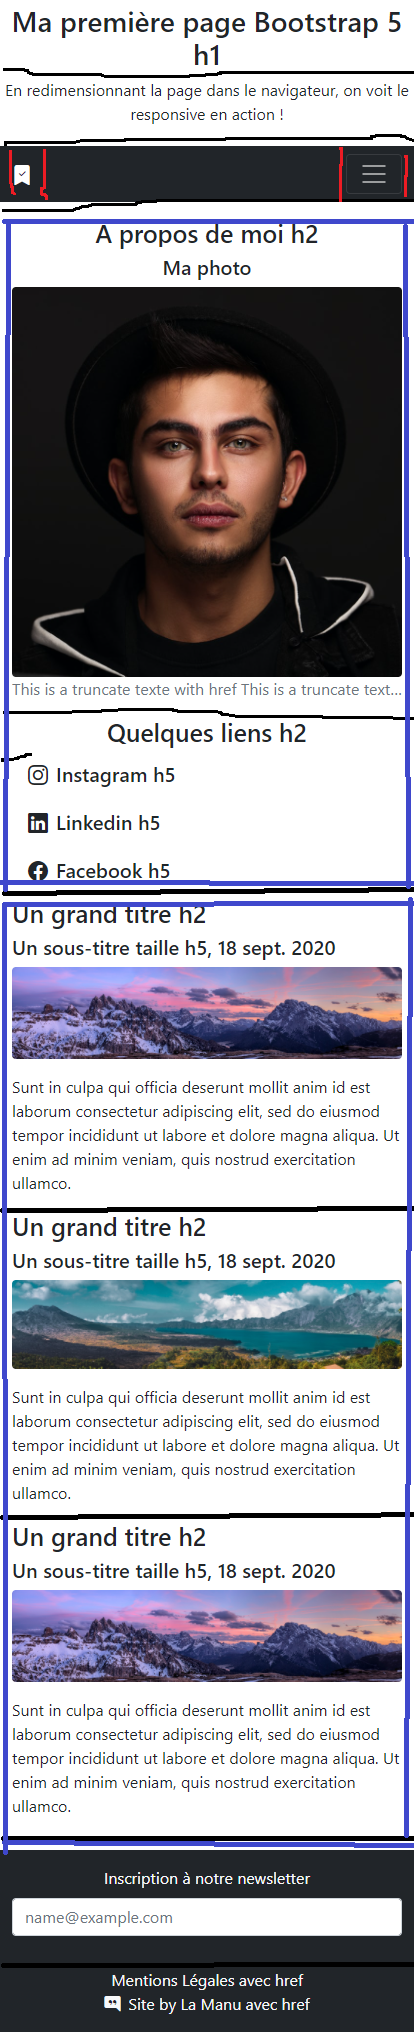 Ma première page Bootstrap 5
h1
En redimensionnant la page dans le navigateur, on voit le
responsive en action !
A propos de moi h2
Ma photo
This is a truncate texte with href This is a truncate text...
Quelques liens h2
Instagram h5
Linkedin h5
Facebook h5
Un grand titre h2
Un sous-titre taille h5, 18 sept. 2020
Sunt in culpa qui officia deserunt mollit anim id est
laborum consectetur adipiscing elit, sed do eiusmod
tempor incididunt ut labore et dolore magna aliqua. Ut
enim ad minim veniam, quis nostrud exercitation
ullamco.
Un grand titre h2
Un sous-titre taille h5, 18 sept. 2020
Sunt in culpa qui officia deserunt mollit anim id est
laborum consectetur adipiscing elit, sed do eiusmod
tempor incididunt ut labore et dolore magna aliqua. Ut
enim ad minim veniam, quis nostrud exercitation
ullamco.
Un grand titre h2
Un sous-titre taille h5, 18 sept. 2020
Sunt in culpa qui officia deserunt mollit anim id est
laborum consectetur adipiscing elit, sed do eiusmod
tempor incididunt ut labore et dolore magna aliqua. Ut
enim ad minim veniam, quis nostrud exercitation
ullamco.
Inscription à notre newsletter
name@example.com
Mentions Légales avec href
Site by La Manu avec href